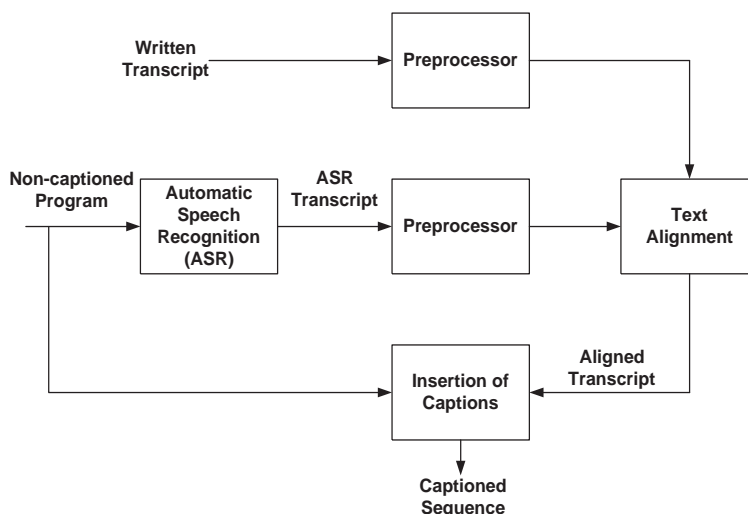 Written
Transcript
Preprocessor
Non-captioned
Program
Automatic
Speech
Recognition
(ASR)
ASR
Transcript
Preprocessor
Text
Alignment
Insertion of
Captions
Aligned
Transcript
Captioned
Sequence